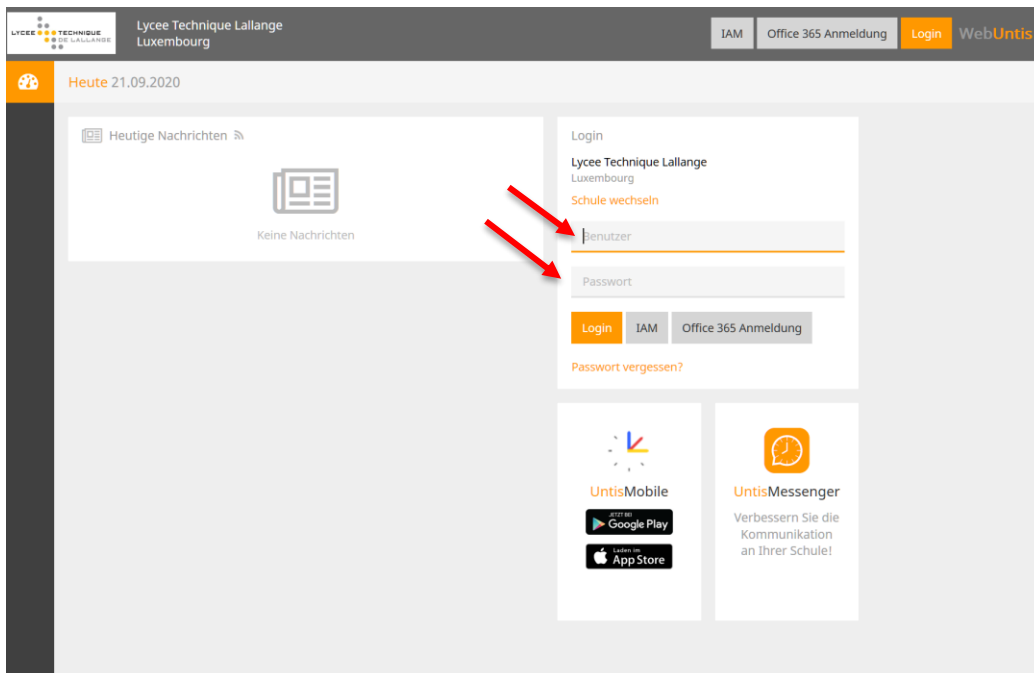 LYCEE TECHNIQUE
DE LALLANGE
Lycee Technique Lallange
Luxembourg
IAM
Office 365 Anmeldung
Login
WebUntis
Heute 21.09.2020
Heutige Nachrichten
Keine Nachrichten
Login
Lycee Technique Lallange
Luxembourg
Schule wechseln
Benutzer
Passwort
Login
IAM
Office 365 Anmeldung
Passwort vergessen?
UntisMobile
JETZT BEI
Google Play
Laden im
App Store
UntisMessenger
Verbessern Sie die
Kommunikation
an Ihrer Schule!